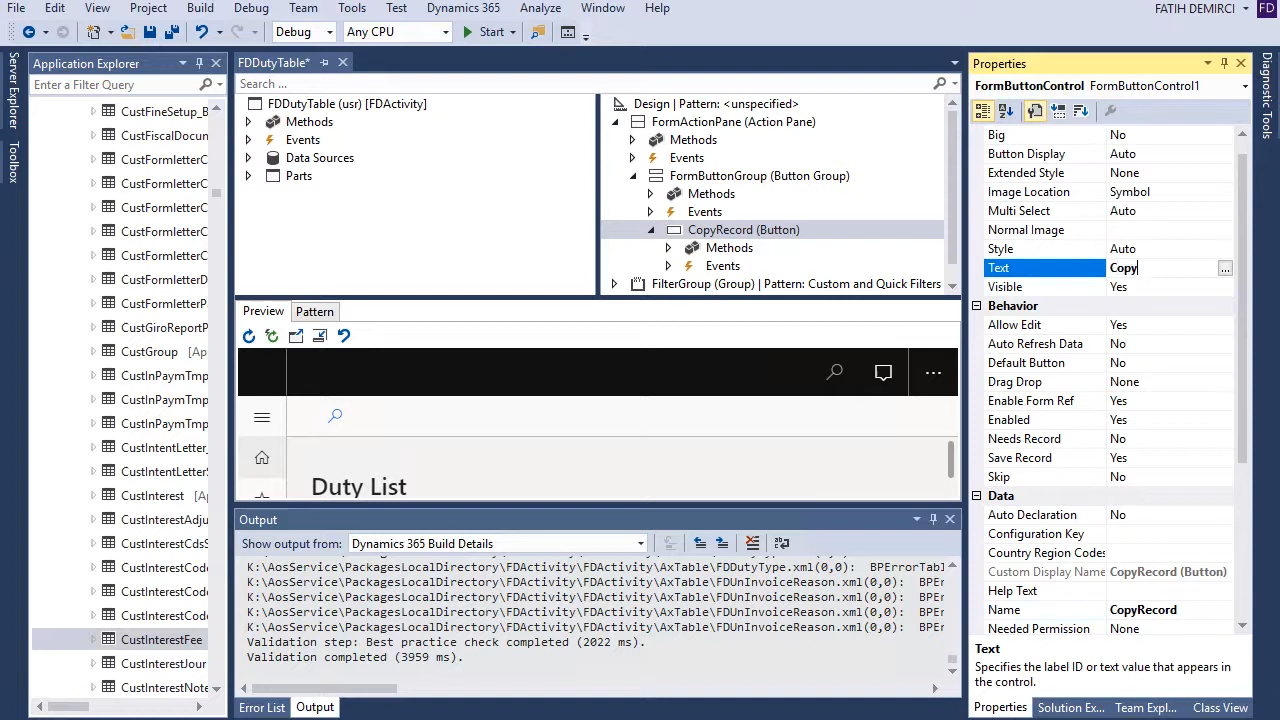 File Edit View Project Build Debug Team Tools Test Dynamics 365 Analyze Window Help FATIH DEMIRCI FD
Debug Any CPU Start
Server Explorer
Toolbox
Application Explorer
Enter a Filter Query
CustFineSetup_B
CustFiscalDocun
CustFormletterC
CustFormletterC
CustFormletterC
CustFormletterC
CustFormletterC
CustFormletterD
CustFormletterP
CustGiroReportP
CustGroup [Ap
CustInPaymTmp
CustInPaymTmp
CustInPaymTmp
CustIntentLetter_
CustIntentLetterS
CustInterest [Ap
CustInterestAdju
CustInterestCdsS
CustInterestCode
CustInterestCode
CustInterestCode
CustInterestFee
CustInterestJour
CustInterestNote
FDDutyTable*
Search ...
FDDutyTable (usr) [FDActivity]
Methods
Events
Data Sources
Parts
Design | Pattern: <unspecified>
FormActionPane (Action Pane)
Methods
Events
FormButtonGroup (Button Group)
Methods
Events
CopyRecord (Button)
Methods
Events
FilterGroup (Group) | Pattern: Custom and Quick Filters
Preview Pattern
Duty List
Output
Show output from: Dynamics 365 Build Details
K:\AosService\PackagesLocalDirectory\FDActivity\FDActivity\AxTable\FDDutyType.xml(0,0): BPErrorTabl
K:\AosService\PackagesLocalDirectory\FDActivity\FDActivity\AxTable\FDUnInvoiceReason.xml(0,0): BPEr
K:\AosService\PackagesLocalDirectory\FDActivity\FDActivity\AxTable\FDUnInvoiceReason.xml(0,0): BPEr
K:\AosService\PackagesLocalDirectory\FDActivity\FDActivity\AxTable\FDUnInvoiceReason.xml(0,0): BPEr
K:\AosService\PackagesLocalDirectory\FDActivity\FDActivity\AxTable\FDUnInvoiceReason.xml(0,0): BPEr
Validation step: Best practice check completed (2022 ms).
Validation completed (3959 ms).
Error List Output
Properties
FormButtonControl FormButtonControl1
Big No
Button Display Auto
Extended Style None
Image Location Symbol
Multi Select Auto
Normal Image
Style Auto
Text Copy ...
Visible Yes
Behavior
Allow Edit Yes
Auto Refresh Data No
Default Button No
Drag Drop None
Enable Form Ref Yes
Enabled Yes
Needs Record No
Save Record Yes
Skip No
Data
Auto Declaration No
Configuration Key
Country Region Codes
Custom Display Name CopyRecord (Button)
Help Text
Name CopyRecord
Needed Permission None
Text
Specifies the label ID or text value that appears in
the control.
Properties Solution Ex... Team Expl... Class View
Diagnostic Tools